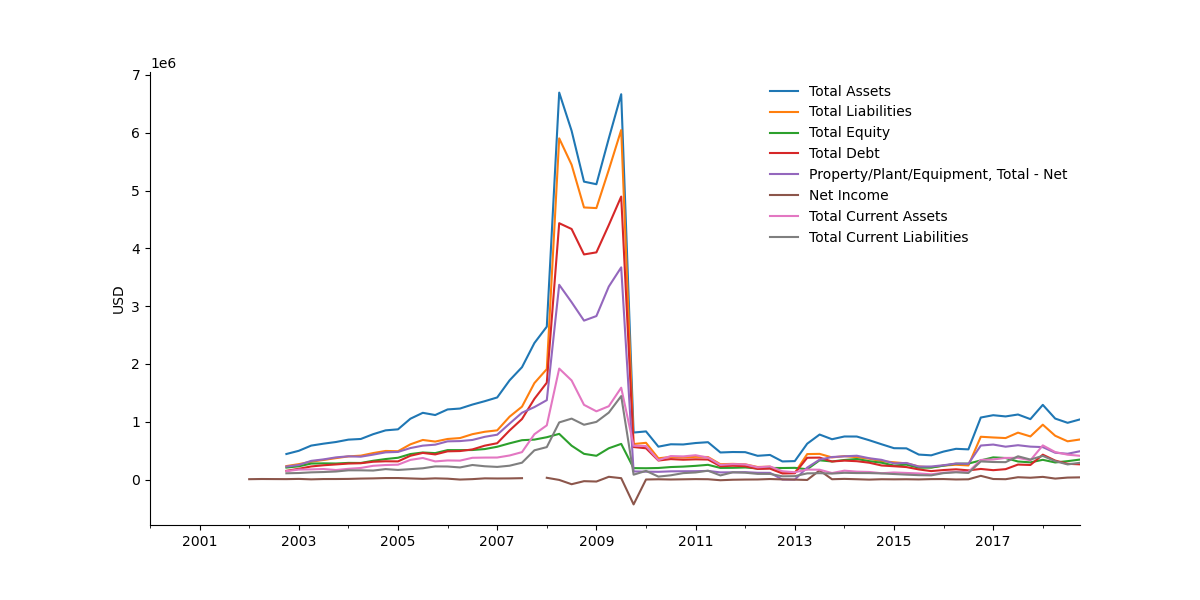 1e6
7
6
5
4
3
2
1
0
USD
Total Assets
Total Liabilities
Total Equity
Total Debt
Property/Plant/Equipment, Total - Net
Net Income
Total Current Assets
Total Current Liabilities
2001 2003 2005 2007 2009 2011 2013 2015 2017